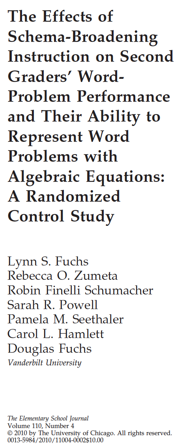 The Effects of
Schema-Broadening
Instruction on Second
Graders’ Word-
Problem Performance
and Their Ability to
Represent Word
Problems with
Algebraic Equations:
A Randomized
Control Study
Lynn S. Fuchs
Rebecca O. Zumeta
Robin Finelli Schumacher
Sarah R. Powell
Pamela M. Seethaler
Carol L. Hamlett
Douglas Fuchs
Vanderbilt University
The Elementary School Journal
Volume 110, Number 4
© 2010 by The University of Chicago. All rights reserved.
0013-5984/2010/11004-0002$10.00